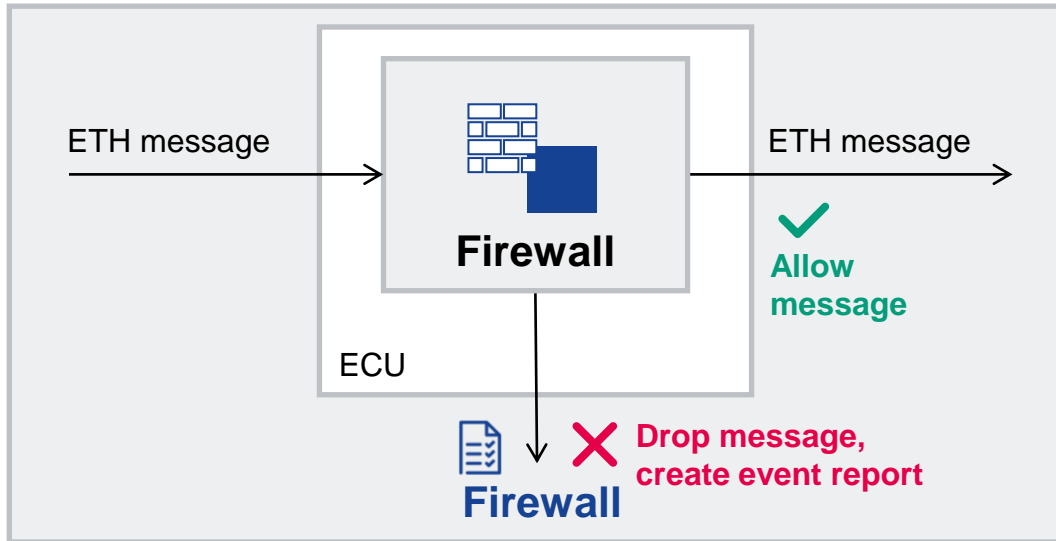 ETH message
ETH message
Firewall
Allow
message
ECU
Drop message,
create event report
Firewall